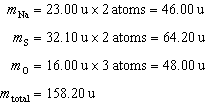 m_Na = 23.00 u x 2 atoms = 46.00 u
m_S = 32.10 u x 2 atoms = 64.20 u
m_O = 16.00 u x 3 atoms = 48.00 u
m_total = 158.20 u